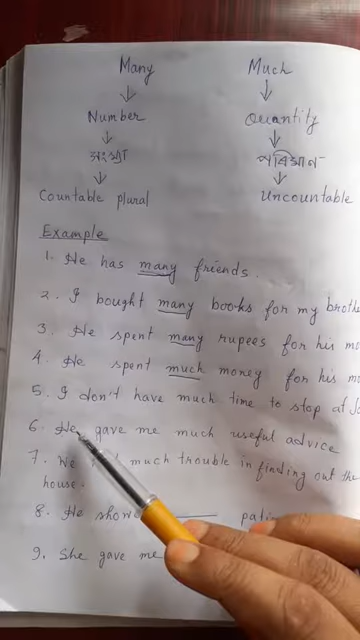 Many Much
Number Quantity
সংখ্যা পরিমাণ
Countable plural Uncountable
Example
1. He has many friends.
2. I bought many books for my brothe
3. He spent many rupees for his mo
4. He spent much money for his mo
5. I don't have much time to stop at
6. He gave me much useful advice
7. We much trouble in finding out the
house.
8. He show
9. She gave me